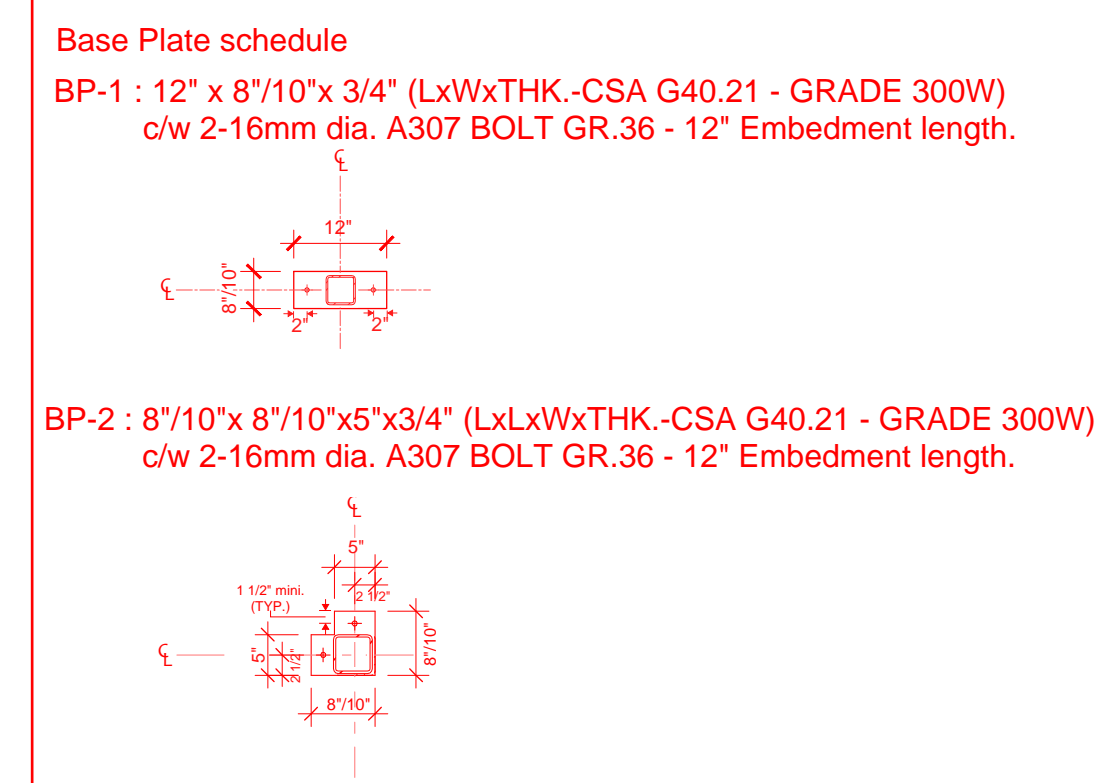 Base Plate schedule
BP-1 : 12" x 8"/10"x 3/4" (LxWxTHK.-CSA G40.21 - GRADE 300W)
c/w 2-16mm dia. A307 BOLT GR.36 - 12" Embedment length.
℄
12"
℄
8"/10"
2"
2"
BP-2 : 8"/10"x 8"/10"x5"x3/4" (LxLxWxTHK.-CSA G40.21 - GRADE 300W)
c/w 2-16mm dia. A307 BOLT GR.36 - 12" Embedment length.
℄
5"
1 1/2" mini.
(TYP.)
2 1/2"
℄
5"
2 1/2"
8"/10"
8"/10"